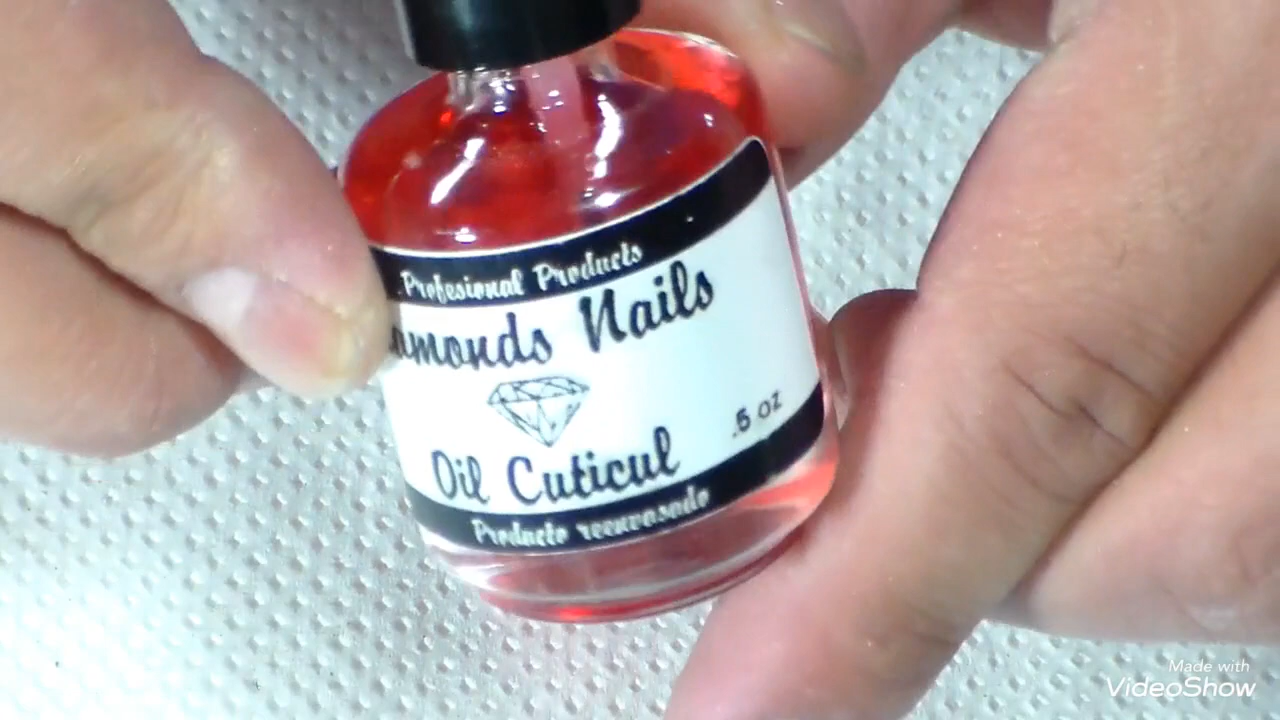 Profesional Products
amonds Nails
.5 oz
Oil Cuticul
Producto reenvasado
Made with
VideoShow